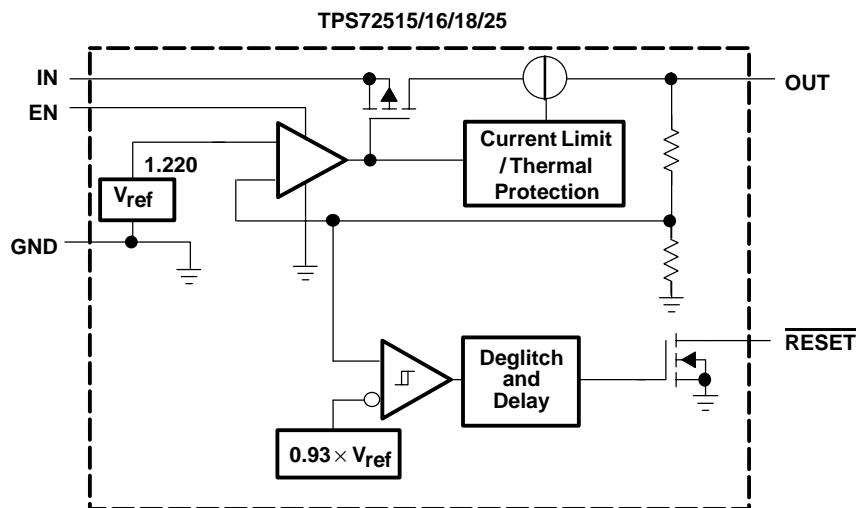 TPS72515/16/18/25
IN
OUT
EN
Current Limit
/ Thermal
Protection
1.220
Vref
GND
RESET
Deglitch
and
Delay
0.93 × Vref